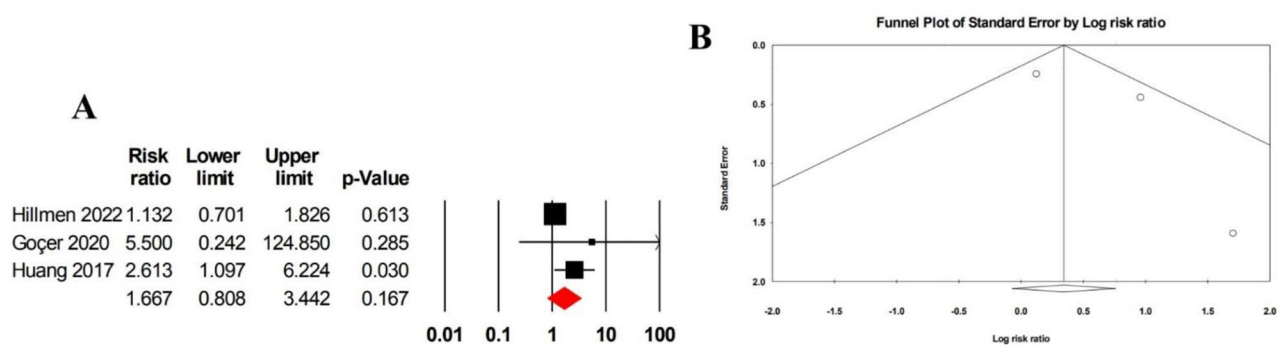 A
Risk Lower Upper
ratio limit limit p-Value
Hillmen 2022 1.132 0.701 1.826 0.613
Goçer 2020 5.500 0.242 124.850 0.285
Huang 2017 2.613 1.097 6.224 0.030
1.667 0.808 3.442 0.167
0.01 0.1 1 10 100
B
Funnel Plot of Standard Error by Log risk ratio
Standard Error
0.0
0.5
1.0
1.5
2.0
-2.0 -1.5 -1.0 -0.5 0.0 0.5 1.0 1.5 2.0
Log risk ratio